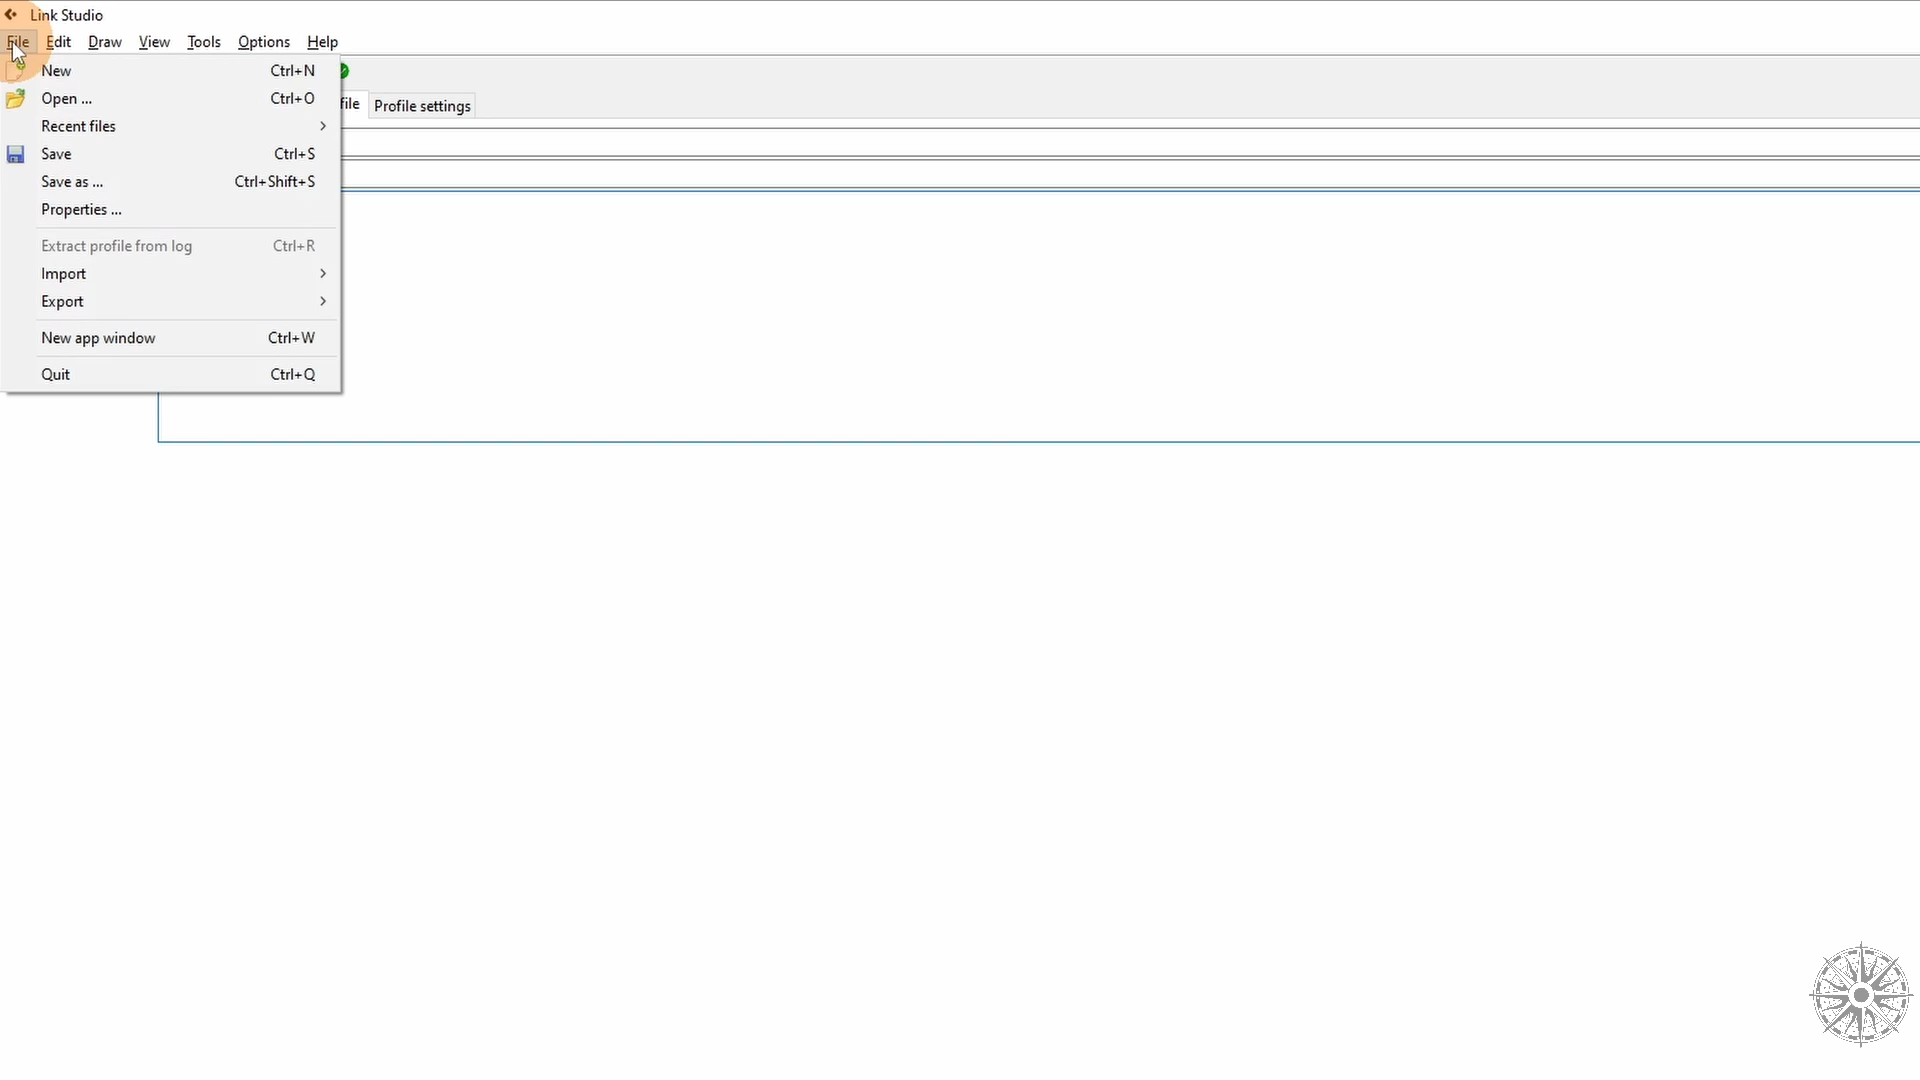 Link Studio
File Edit Draw View Tools Options Help
New Ctrl+N
Open ... Ctrl+O
file Profile settings
Recent files
Save Ctrl+S
Save as ... Ctrl+Shift+S
Properties ...
Extract profile from log Ctrl+R
Import
Export
New app window Ctrl+W
Quit Ctrl+Q